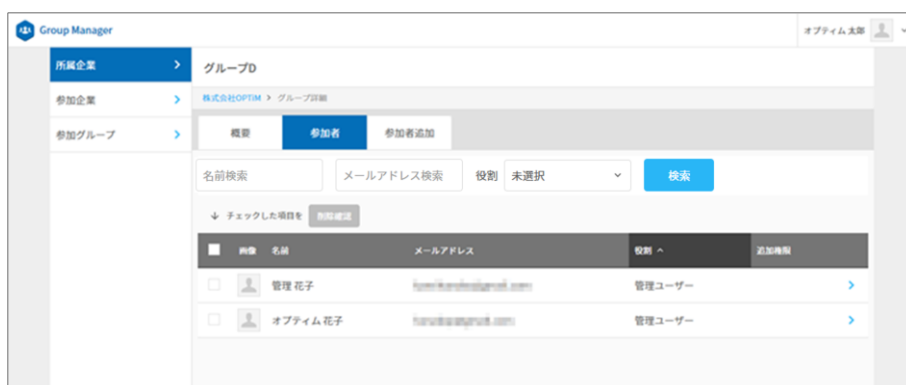 Group Manager
オプティム 太郎
所属企業
グループD
参加企業
株式会社OPTiM > グループ詳細
参加グループ
概要 参加者 参加者追加
名前検索 メールアドレス検索 役割 未選択 検索
↓ チェックした項目を 削除確認
画像 名前 メールアドレス 役割 追加権限
管理 花子 管理ユーザー
オプティム 花子 管理ユーザー